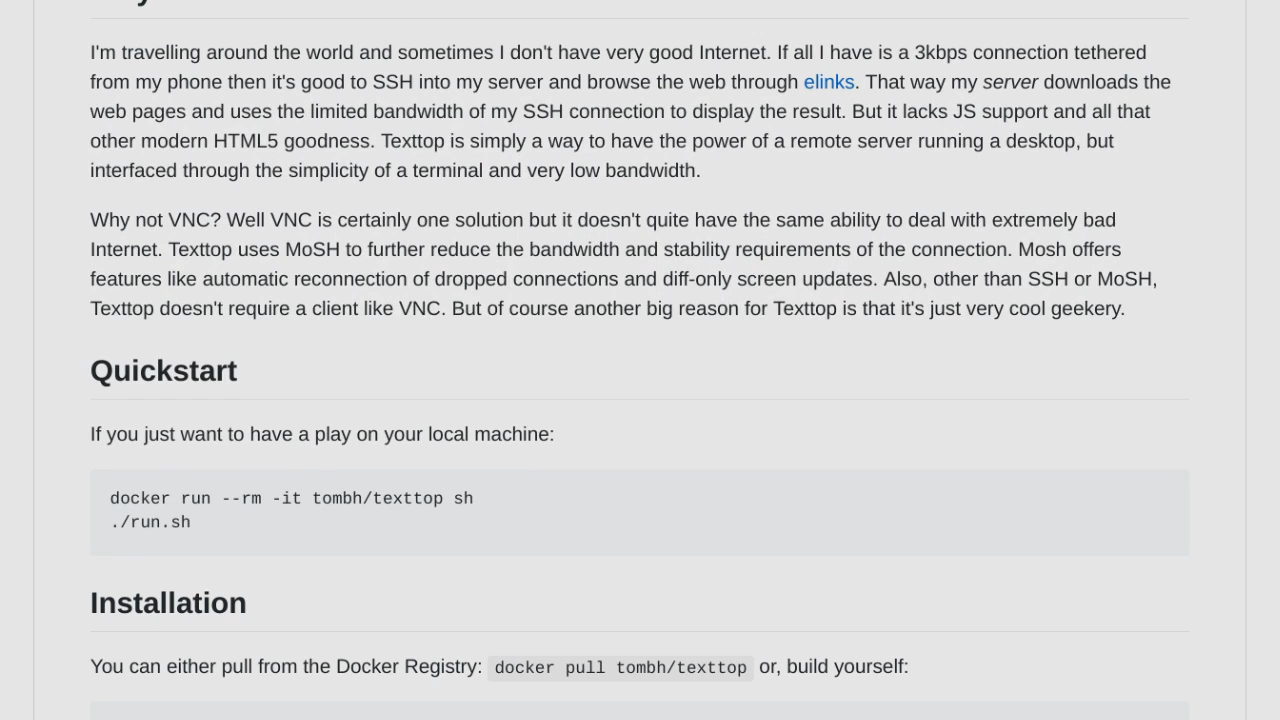 I'm travelling around the world and sometimes I don't have very good Internet. If all I have is a 3kbps connection tethered
from my phone then it's good to SSH into my server and browse the web through elinks. That way my server downloads the
web pages and uses the limited bandwidth of my SSH connection to display the result. But it lacks JS support and all that
other modern HTML5 goodness. Texttop is simply a way to have the power of a remote server running a desktop, but
interfaced through the simplicity of a terminal and very low bandwidth.
Why not VNC? Well VNC is certainly one solution but it doesn't quite have the same ability to deal with extremely bad
Internet. Texttop uses MoSH to further reduce the bandwidth and stability requirements of the connection. Mosh offers
features like automatic reconnection of dropped connections and diff-only screen updates. Also, other than SSH or MoSH,
Texttop doesn't require a client like VNC. But of course another big reason for Texttop is that it's just very cool geekery.
Quickstart
If you just want to have a play on your local machine:
docker run --rm -it tombh/texttop sh
./run.sh
Installation
You can either pull from the Docker Registry: docker pull tombh/texttop or, build yourself: